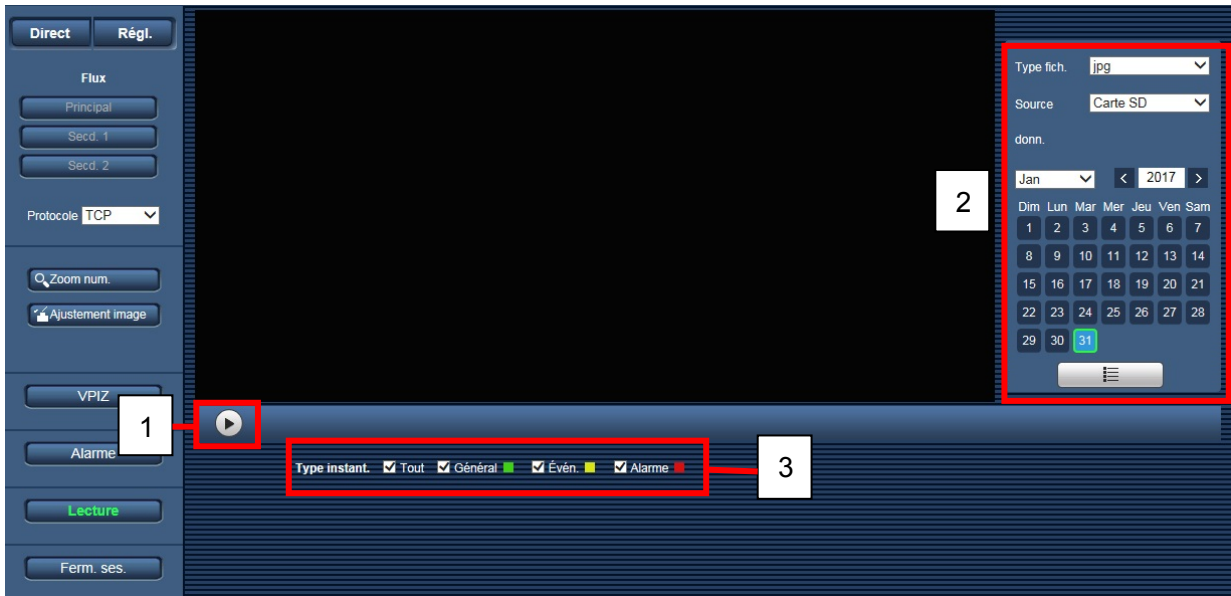 Direct Régl.
Flux
Principal
Secd. 1
Secd. 2
Protocole TCP
Zoom num.
Ajustement image
VPIZ
Alarme
Lecture
Ferm. ses.
1
Type instant. Tout Général Évén. Alarme
3
2
Type fich. jpg
Source Carte SD
donn.
Jan < 2017 >
Dim Lun Mar Mer Jeu Ven Sam
1 2 3 4 5 6 7
8 9 10 11 12 13 14
15 16 17 18 19 20 21
22 23 24 25 26 27 28
29 30 31